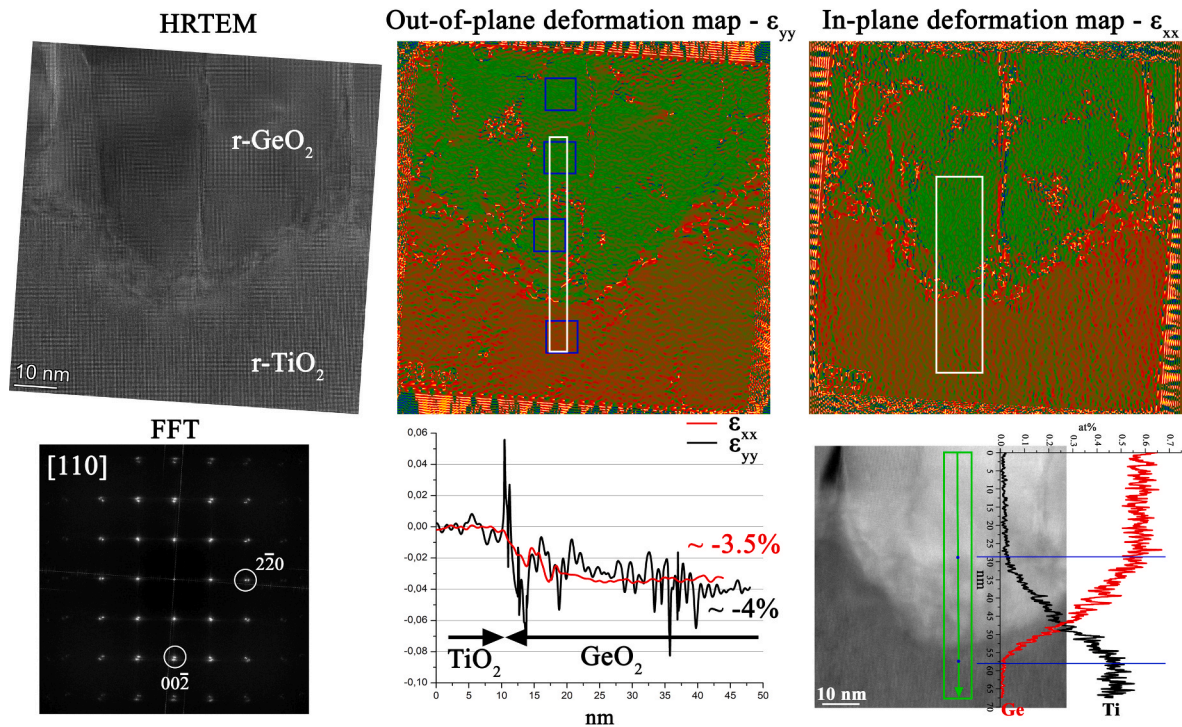 HRTEM
Out-of-plane deformation map - εyy
In-plane deformation map - εxx
r-GeO2
r-TiO2
10 nm
FFT
[110]
2̄20
002̄
εxx
εyy
0,06
0,04
0,02
0,00
-0,02
-0,04
-0,06
-0,08
-0,10
~ -3.5%
~ -4%
TiO2
GeO2
0 5 10 15 20 25 30 35 40 45 50
nm
at%
0.0 0.1 0.2 0.3 0.4 0.5 0.6 0.7
0 5 10 15 20 25 30 35 40 45 50 55 60 65 70
nm
10 nm
Ge
Ti